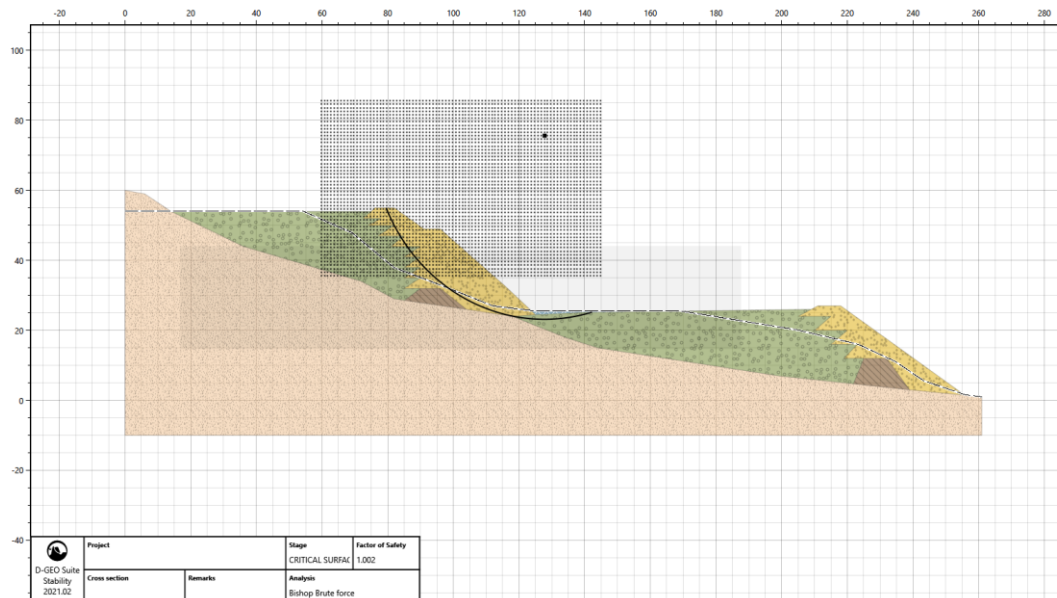 -20 0 20 40 60 80 100 120 140 160 180 200 220 240 260 280
100
80
60
40
20
0
-20
-40
Project
Stage
Factor of Safety
CRITICAL SURFAC
1.002
D-GEO Suite
Stability
2021.02
Cross section
Remarks
Analysis
Bishop Brute force